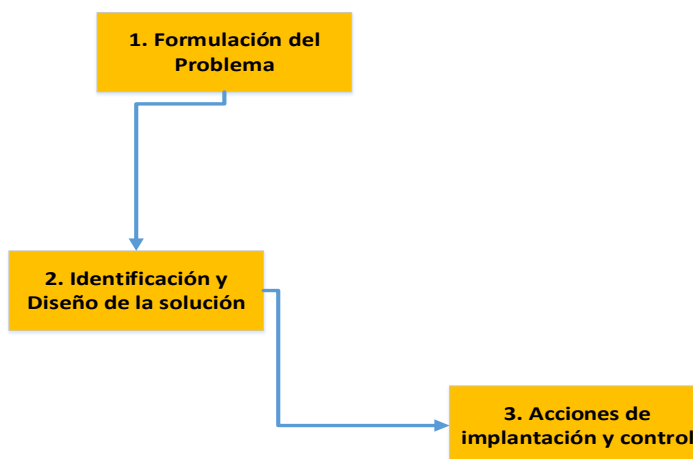 1. Formulación del
Problema
2. Identificación y
Diseño de la solución
3. Acciones de
implantación y control